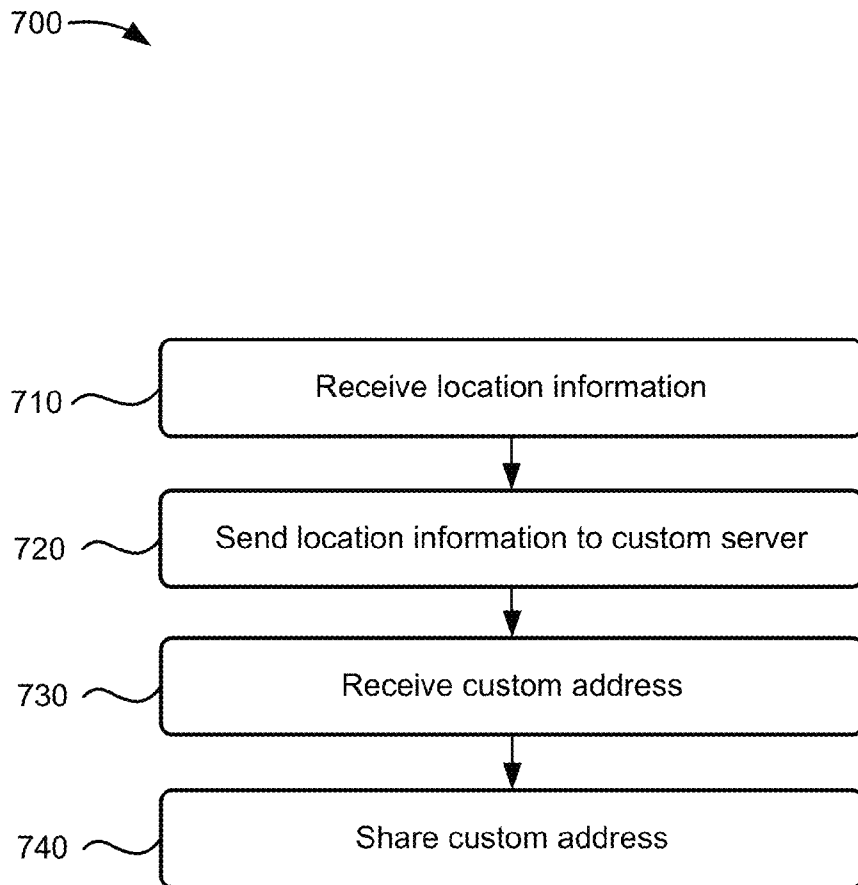 700
710
Receive location information
720
Send location information to custom server
730
Receive custom address
740
Share custom address